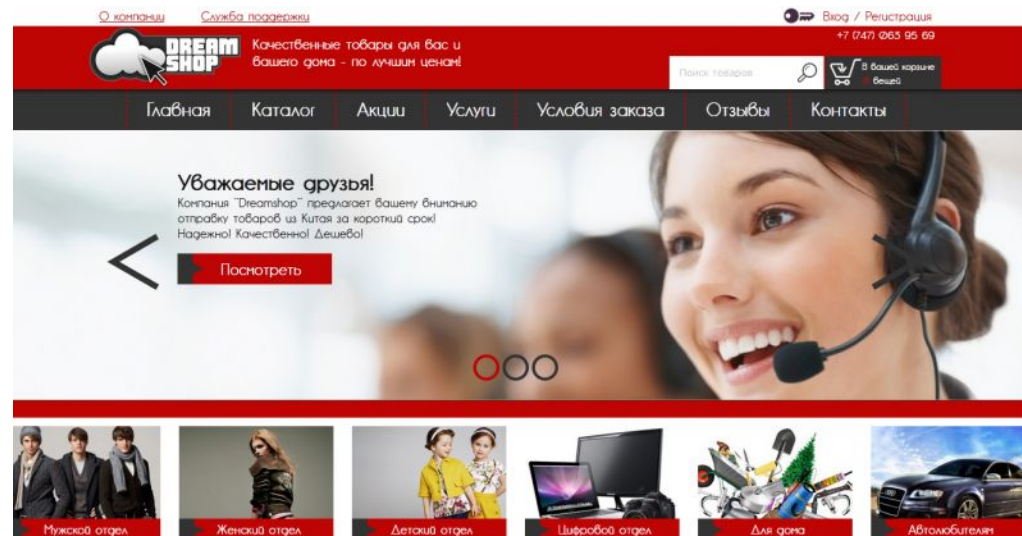 О компании
Служба поддержки
Вход / Регистрация
+7 (747) 065 95 69
DREAM
SHOP
Качественные товары для вас и
вашего дома - по лучшим ценам!
Поиск товаров
В вашей корзине
вещей
Главная
Каталог
Акции
Услуги
Условия заказа
Отзывы
Контакты
Уважаемые друзья!
Компания "Dreamshop" предлагает вашему вниманию
отправку товаров из Китая за короткий срок!
Надежно! Качественно! Дешево!
Посмотреть
Мужской отдел
Женский отдел
Детский отдел
Цифровой отдел
Для дома
Автолюбителям